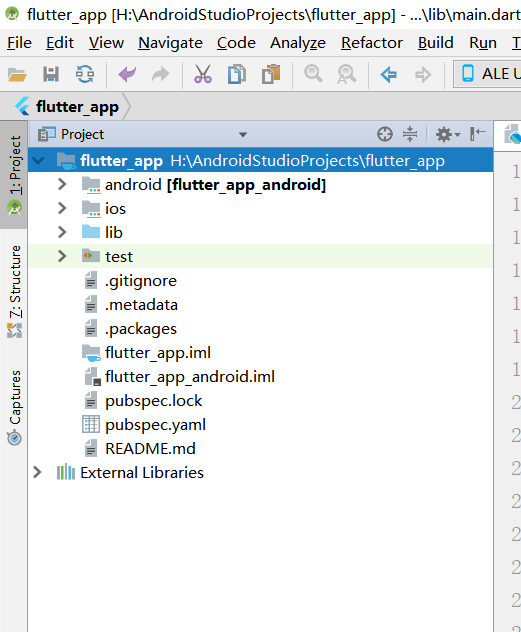 flutter_app [H:\AndroidStudioProjects\flutter_app] - ...\lib\main.dart
File Edit View Navigate Code Analyze Refactor Build Run T
ALE U
flutter_app
1: Project
Project
flutter_app H:\AndroidStudioProjects\flutter_app
android [flutter_app_android]
ios
lib
test
.gitignore
.metadata
.packages
flutter_app.iml
flutter_app_android.iml
pubspec.lock
pubspec.yaml
README.md
External Libraries
7: Structure
Captures
1
1
1
1
1
1
1
2
2
2
2
2
2
2